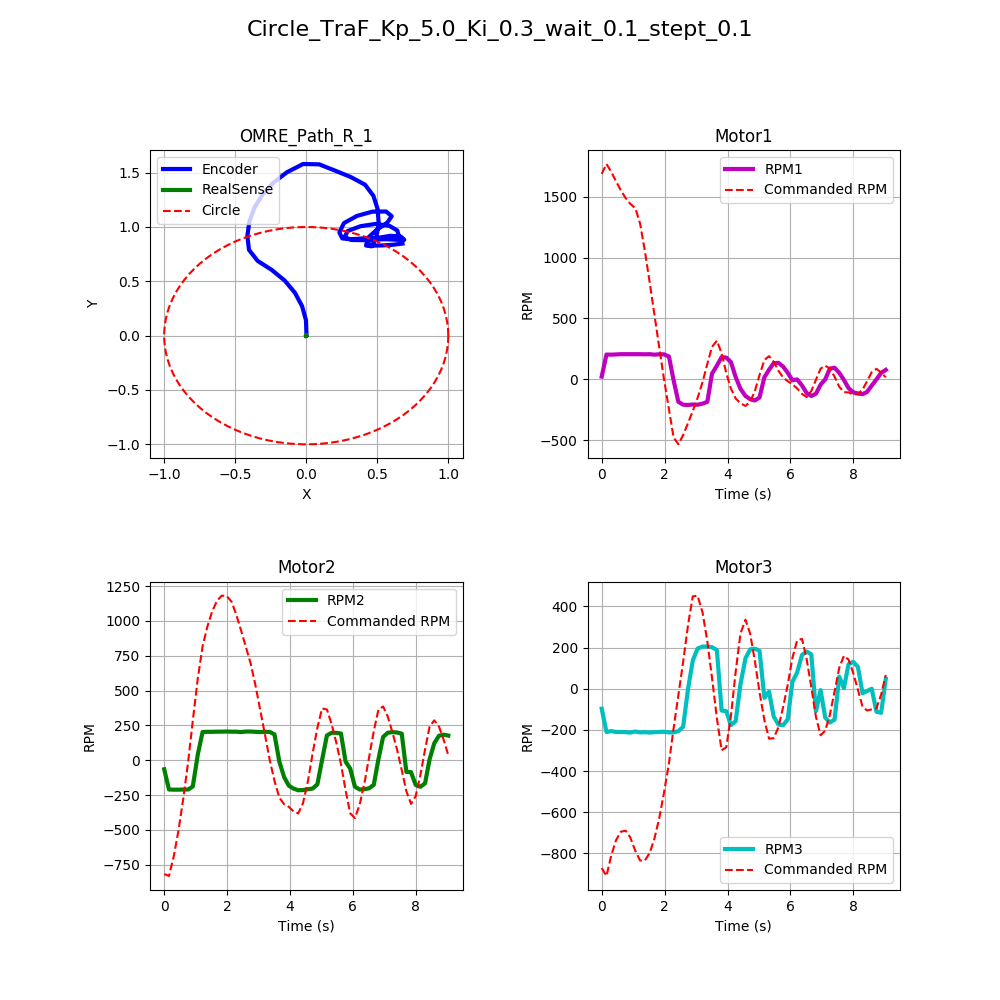 Circle_TraF_Kp_5.0_Ki_0.3_wait_0.1_stept_0.1
OMRE_Path_R_1
Encoder
RealSense
Circle
1.5
1.0
0.5
0.0
−0.5
−1.0
Y
−1.0 −0.5 0.0 0.5 1.0
X
Motor1
RPM1
Commanded RPM
1500
1000
500
0
−500
RPM
0 2 4 6 8
Time (s)
Motor2
RPM2
Commanded RPM
1250
1000
750
500
250
0
−250
−500
−750
RPM
0 2 4 6 8
Time (s)
Motor3
400
200
0
−200
−400
−600
−800
RPM
RPM3
Commanded RPM
0 2 4 6 8
Time (s)